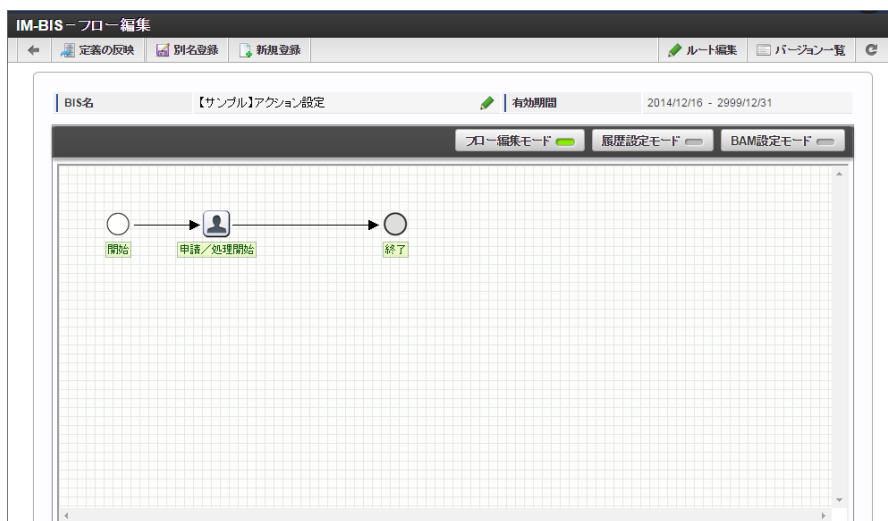 IM-BIS－フロー編集
定義の反映 別名登録 新規登録 ルート編集 バージョン一覧
BIS名 【サンプル】アクション設定 有効期間 2014/12/16 - 2999/12/31
フロー編集モード 履歴設定モード BAM設定モード
開始 申請／処理開始 終了